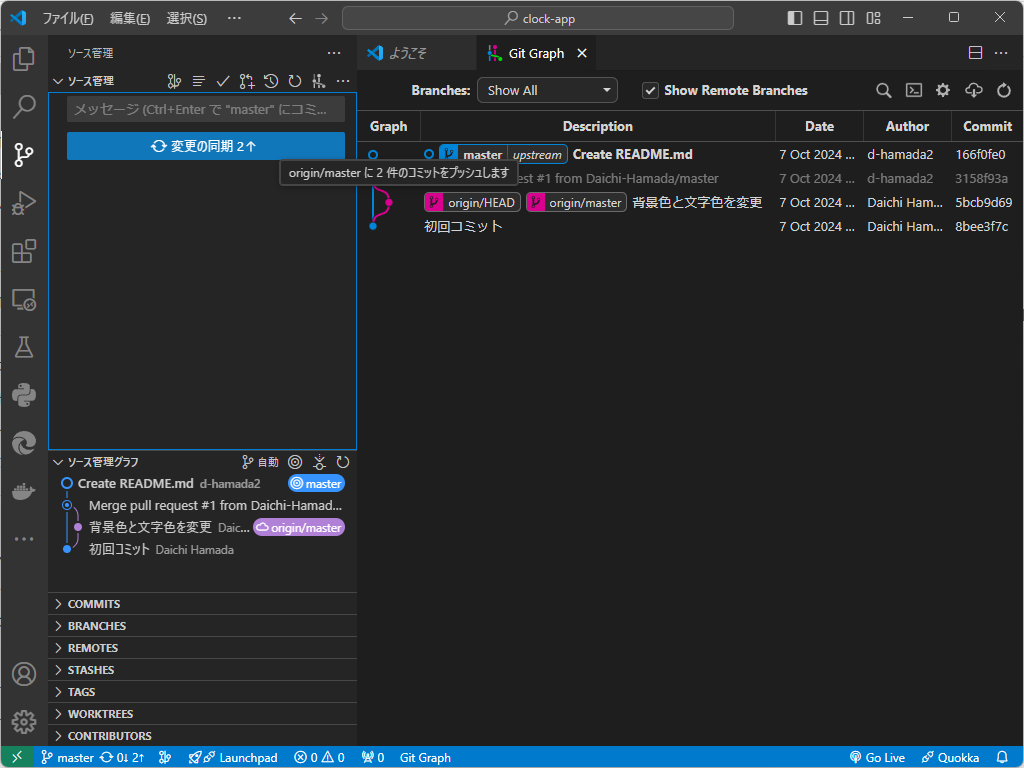 ファイル(F) 編集(E) 選択(S) ··· clock-app
ソース管理 ···
ようこそ
Git Graph
ソース管理
メッセージ (Ctrl+Enter で "master" にコミ...
変更の同期 2↑
origin/master に 2 件のコミットをプッシュします
Branches: Show All Show Remote Branches
Graph Description Date Author Commit
master upstream Create README.md 7 Oct 2024 ... d-hamada2 166f0fe0
st #1 from Daichi-Hamada/master 7 Oct 2024 ... d-hamada2 3158f93a
origin/HEAD origin/master 背景色と文字色を変更 7 Oct 2024 ... Daichi Ham... 5bcb9d69
初回コミット 7 Oct 2024 ... Daichi Ham... 8bee3f7c
ソース管理グラフ 自動
Create README.md d-hamada2 master
Merge pull request #1 from Daichi-Hamad...
背景色と文字色を変更 Daic... origin/master
初回コミット Daichi Hamada
COMMITS
BRANCHES
REMOTES
STASHES
TAGS
WORKTREES
CONTRIBUTORS
master 0↓ 2↑ Launchpad 0 0 0 Git Graph Go Live Quokka